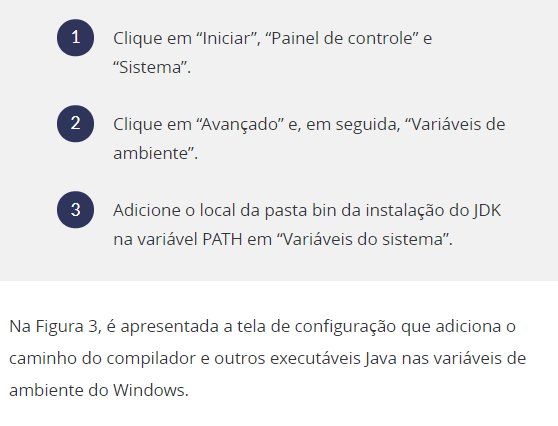 1 Clique em “Iniciar”, “Painel de controle” e
“Sistema”.
2 Clique em “Avançado” e, em seguida, “Variáveis de
ambiente”.
3 Adicione o local da pasta bin da instalação do JDK
na variável PATH em “Variáveis do sistema”.
Na Figura 3, é apresentada a tela de configuração que adiciona o
caminho do compilador e outros executáveis Java nas variáveis de
ambiente do Windows.